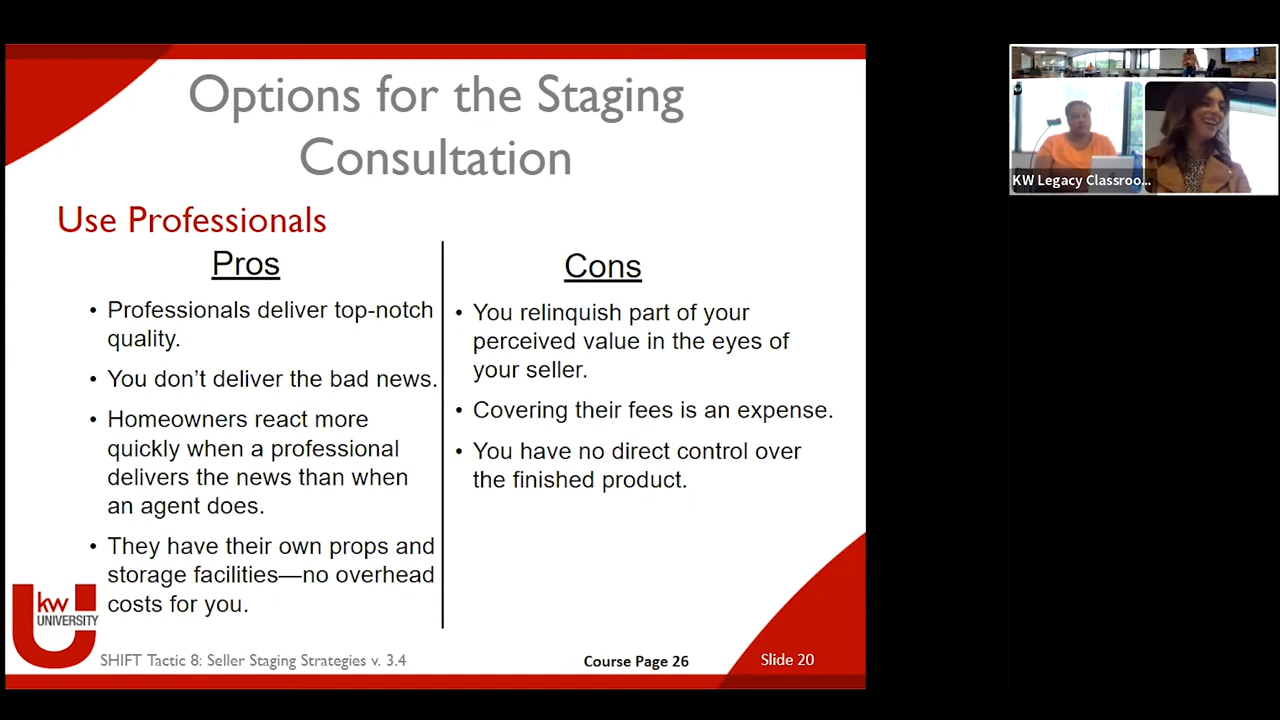 Options for the Staging
Consultation
Use Professionals
Pros
• Professionals deliver top-notch
quality.
• You don’t deliver the bad news.
• Homeowners react more
quickly when a professional
delivers the news than when
an agent does.
• They have their own props and
storage facilities—no overhead
costs for you.
Cons
• You relinquish part of your
perceived value in the eyes of
your seller.
• Covering their fees is an expense.
• You have no direct control over
the finished product.
kw
UNIVERSITY
SHIFT Tactic 8: Seller Staging Strategies v. 3.4
Course Page 26
Slide 20
KW Legacy Classroo...